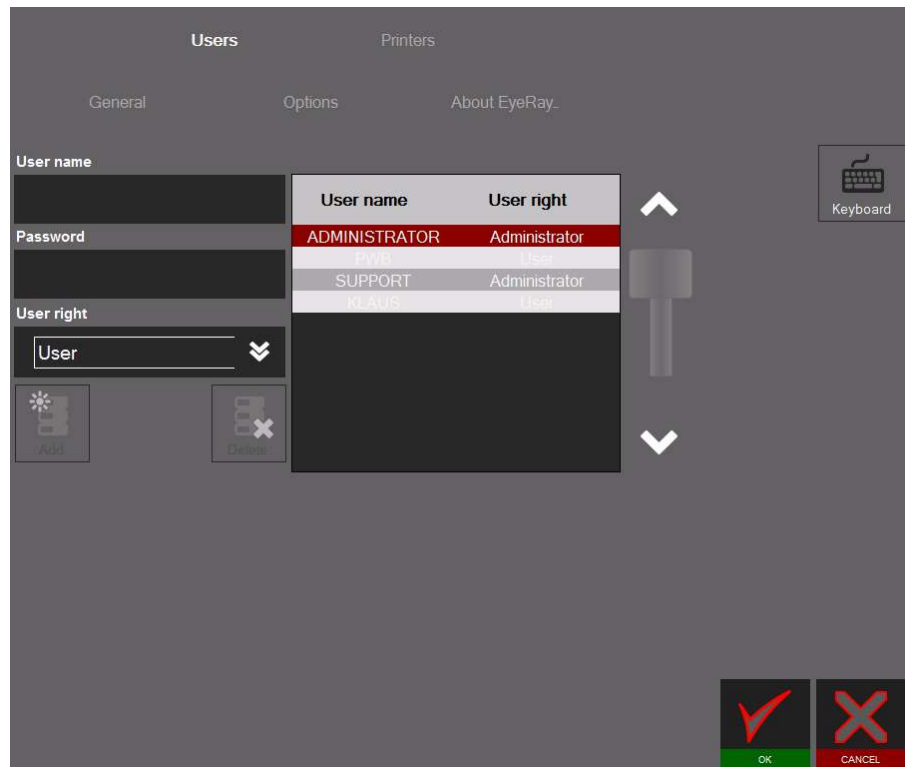 Users Printers
General Options About EyeRay..
User name
Keyboard
User name User right
Password
ADMINISTRATOR Administrator
PWB User
SUPPORT Administrator
KLAUS User
User right
User
Add Delete
OK CANCEL